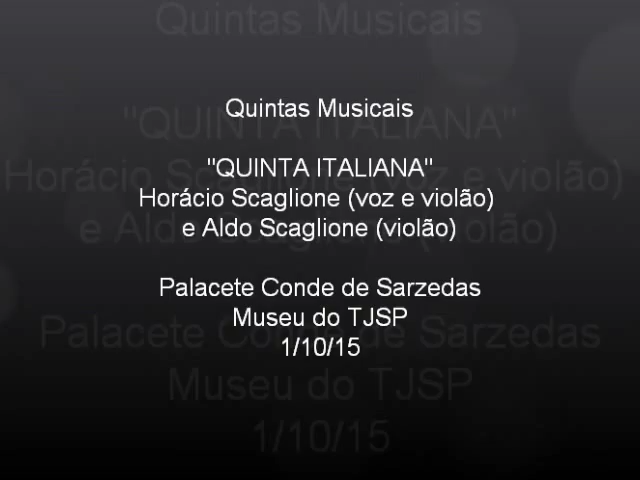 Quintas Musicais
"QUINTA ITALIANA"
Horácio Scaglione (voz e violão)
e Aldo Scaglione (violão)
Palacete Conde de Sarzedas
Museu do TJSP
1/10/15